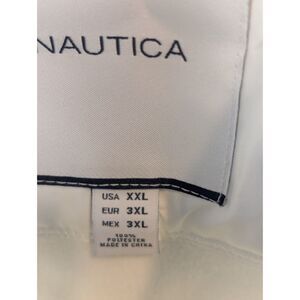 NAUTICA
USA XXL
EUR 3XL
MEX 3XL
100%
POLYESTER
MADE IN CHINA